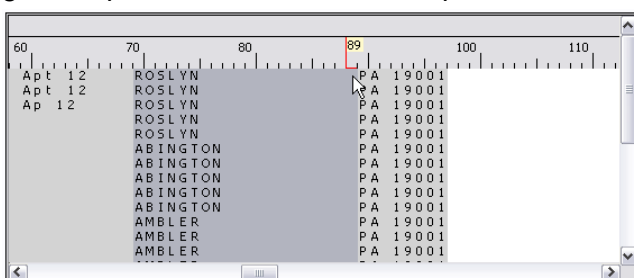 60 70 80 89 100 110
Apt 12 ROSLYN PA 19001
Apt 12 ROSLYN PA 19001
Ap 12 ROSLYN PA 19001
ROSLYN PA 19001
ROSLYN PA 19001
ABINGTON PA 19001
ABINGTON PA 19001
ABINGTON PA 19001
ABINGTON PA 19001
ABINGTON PA 19001
AMBLER PA 19001
AMBLER PA 19001
AMBLER PA 19001